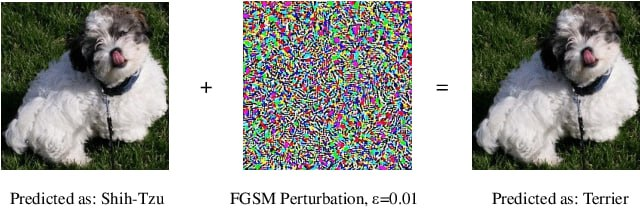 +
=
Predicted as: Shih-Tzu
FGSM Perturbation, ε=0.01
Predicted as: Terrier